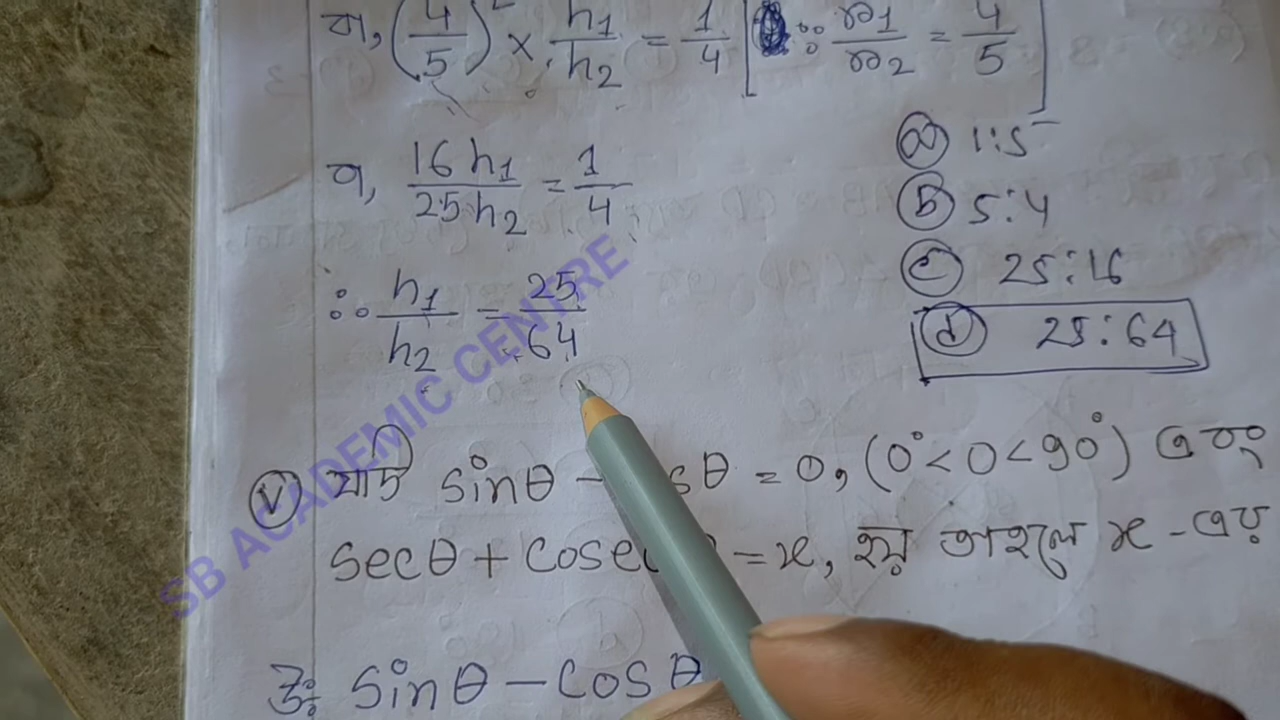 বা, (4/5)² × h₁/h₂ = 1/4 [∵ r₁/r₂ = 4/5]
বা, 16h₁/25h₂ = 1/4
∴ h₁/h₂ = 25/64
ⓐ 1:5
ⓑ 5:4
ⓒ 25:16
ⓓ 25:64
SB ACADEMIC CENTRE
(v) যদি sinθ - cosθ = 0, (0°<θ<90°) এবং
secθ + cosecθ = x, হয় তাহলে x-এর
উঃ sinθ - cosθ